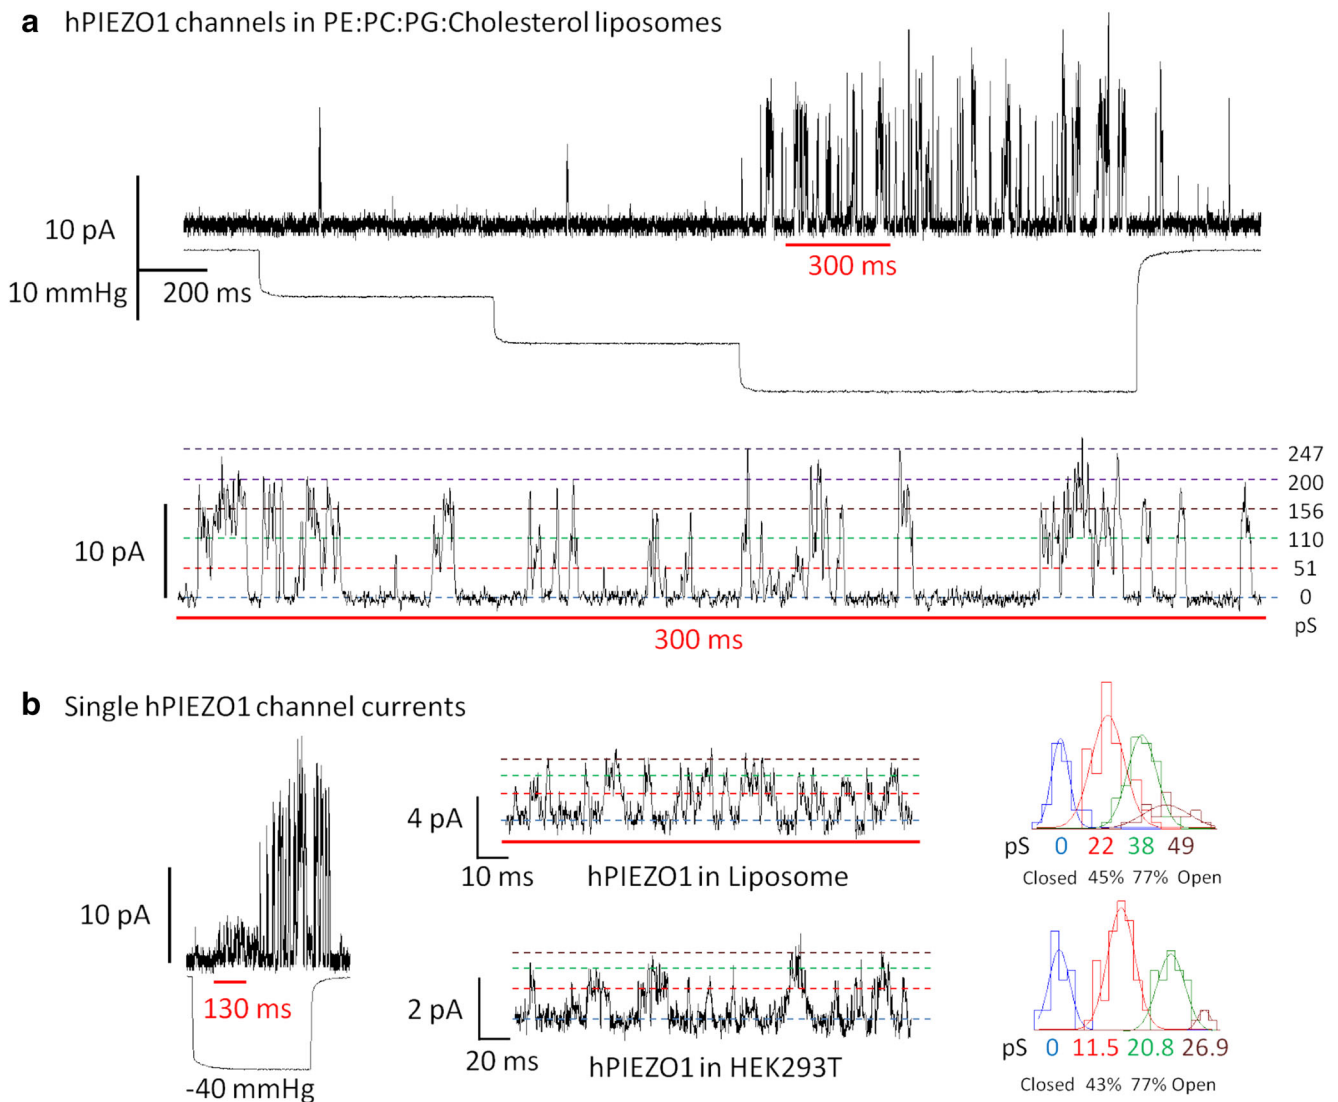 a hPIEZO1 channels in PE:PC:PG:Cholesterol liposomes
10 pA
10 mmHg
200 ms
300 ms
10 pA
247
200
156
110
51
0
pS
300 ms
b Single hPIEZO1 channel currents
10 pA
130 ms
-40 mmHg
4 pA
10 ms
hPIEZO1 in Liposome
pS 0 22 38 49
Closed 45% 77% Open
2 pA
20 ms
hPIEZO1 in HEK293T
pS 0 11.5 20.8 26.9
Closed 43% 77% Open